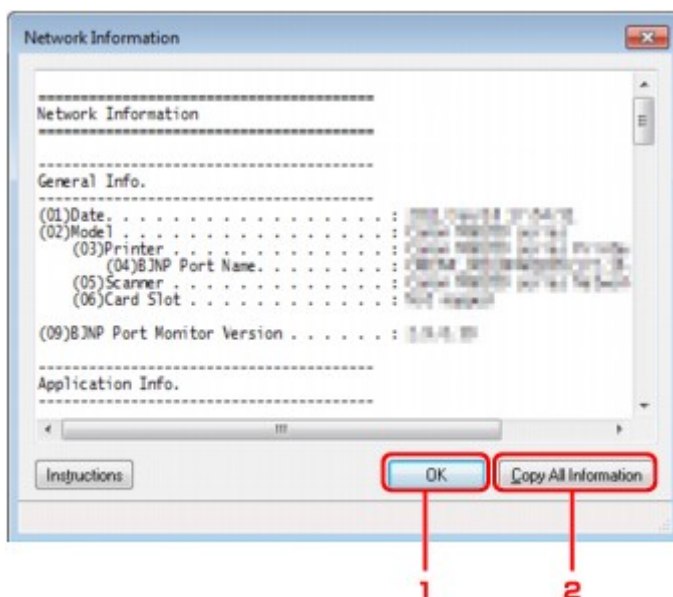 Network Information
==========================================
Network Information
==========================================
------------------------------------------
General Info.
------------------------------------------
(01)Date. . . . . . . . . . . . . . . . . . :
(02)Model . . . . . . . . . . . . . . . . . :
(03)Printer . . . . . . . . . . . . . . :
(04)BJNP Port Name. . . . . . . . . :
(05)Scanner . . . . . . . . . . . . . . :
(06)Card Slot . . . . . . . . . . . . . :
(09)BJNP Port Monitor Version . . . . . . :
------------------------------------------
Application Info.
------------------------------------------
Instructions OK Copy All Information
1 2